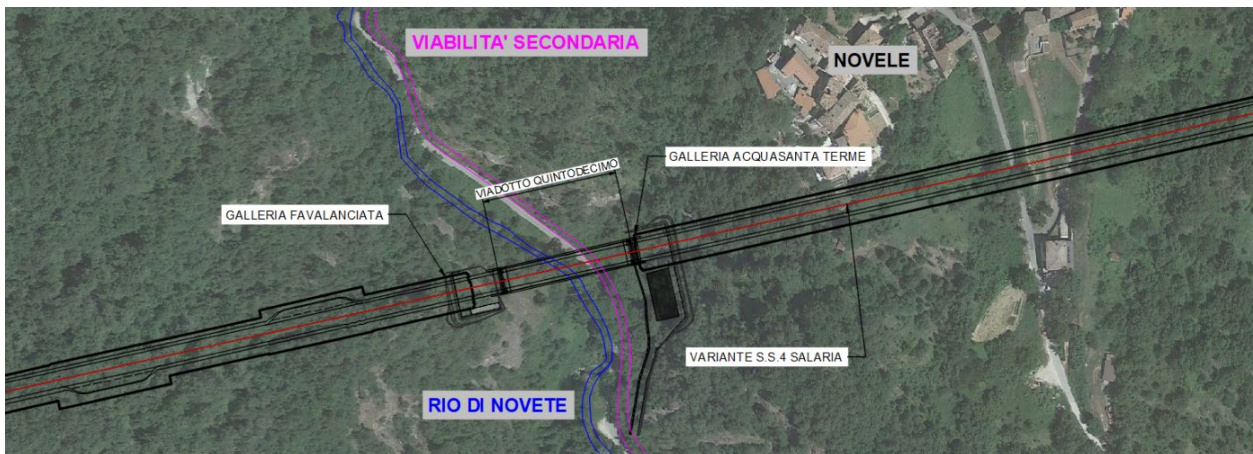 VIABILITA' SECONDARIA
NOVELE
GALLERIA ACQUASANTA TERME
VIADOTTO QUINTODECIMO
GALLERIA FAVALANCIATA
VARIANTE S.S.4 SALARIA
RIO DI NOVETE